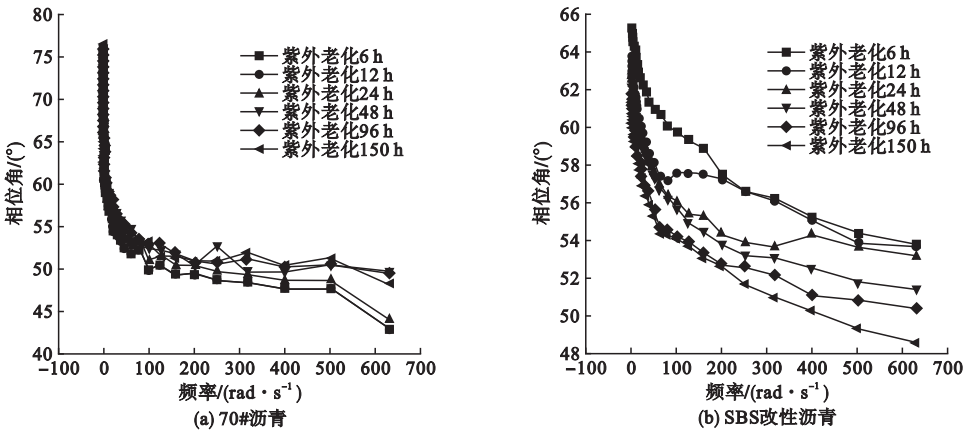 80
75
70
65
60
55
50
45
40
相位角/(°)
紫外老化6 h
紫外老化12 h
紫外老化24 h
紫外老化48 h
紫外老化96 h
紫外老化150 h
-100 0 100 200 300 400 500 600 700
频率/(rad·s⁻¹)
(a) 70#沥青
66
64
62
60
58
56
54
52
50
48
相位角/(°)
紫外老化6 h
紫外老化12 h
紫外老化24 h
紫外老化48 h
紫外老化96 h
紫外老化150 h
-100 0 100 200 300 400 500 600 700
频率/(rad·s⁻¹)
(b) SBS改性沥青